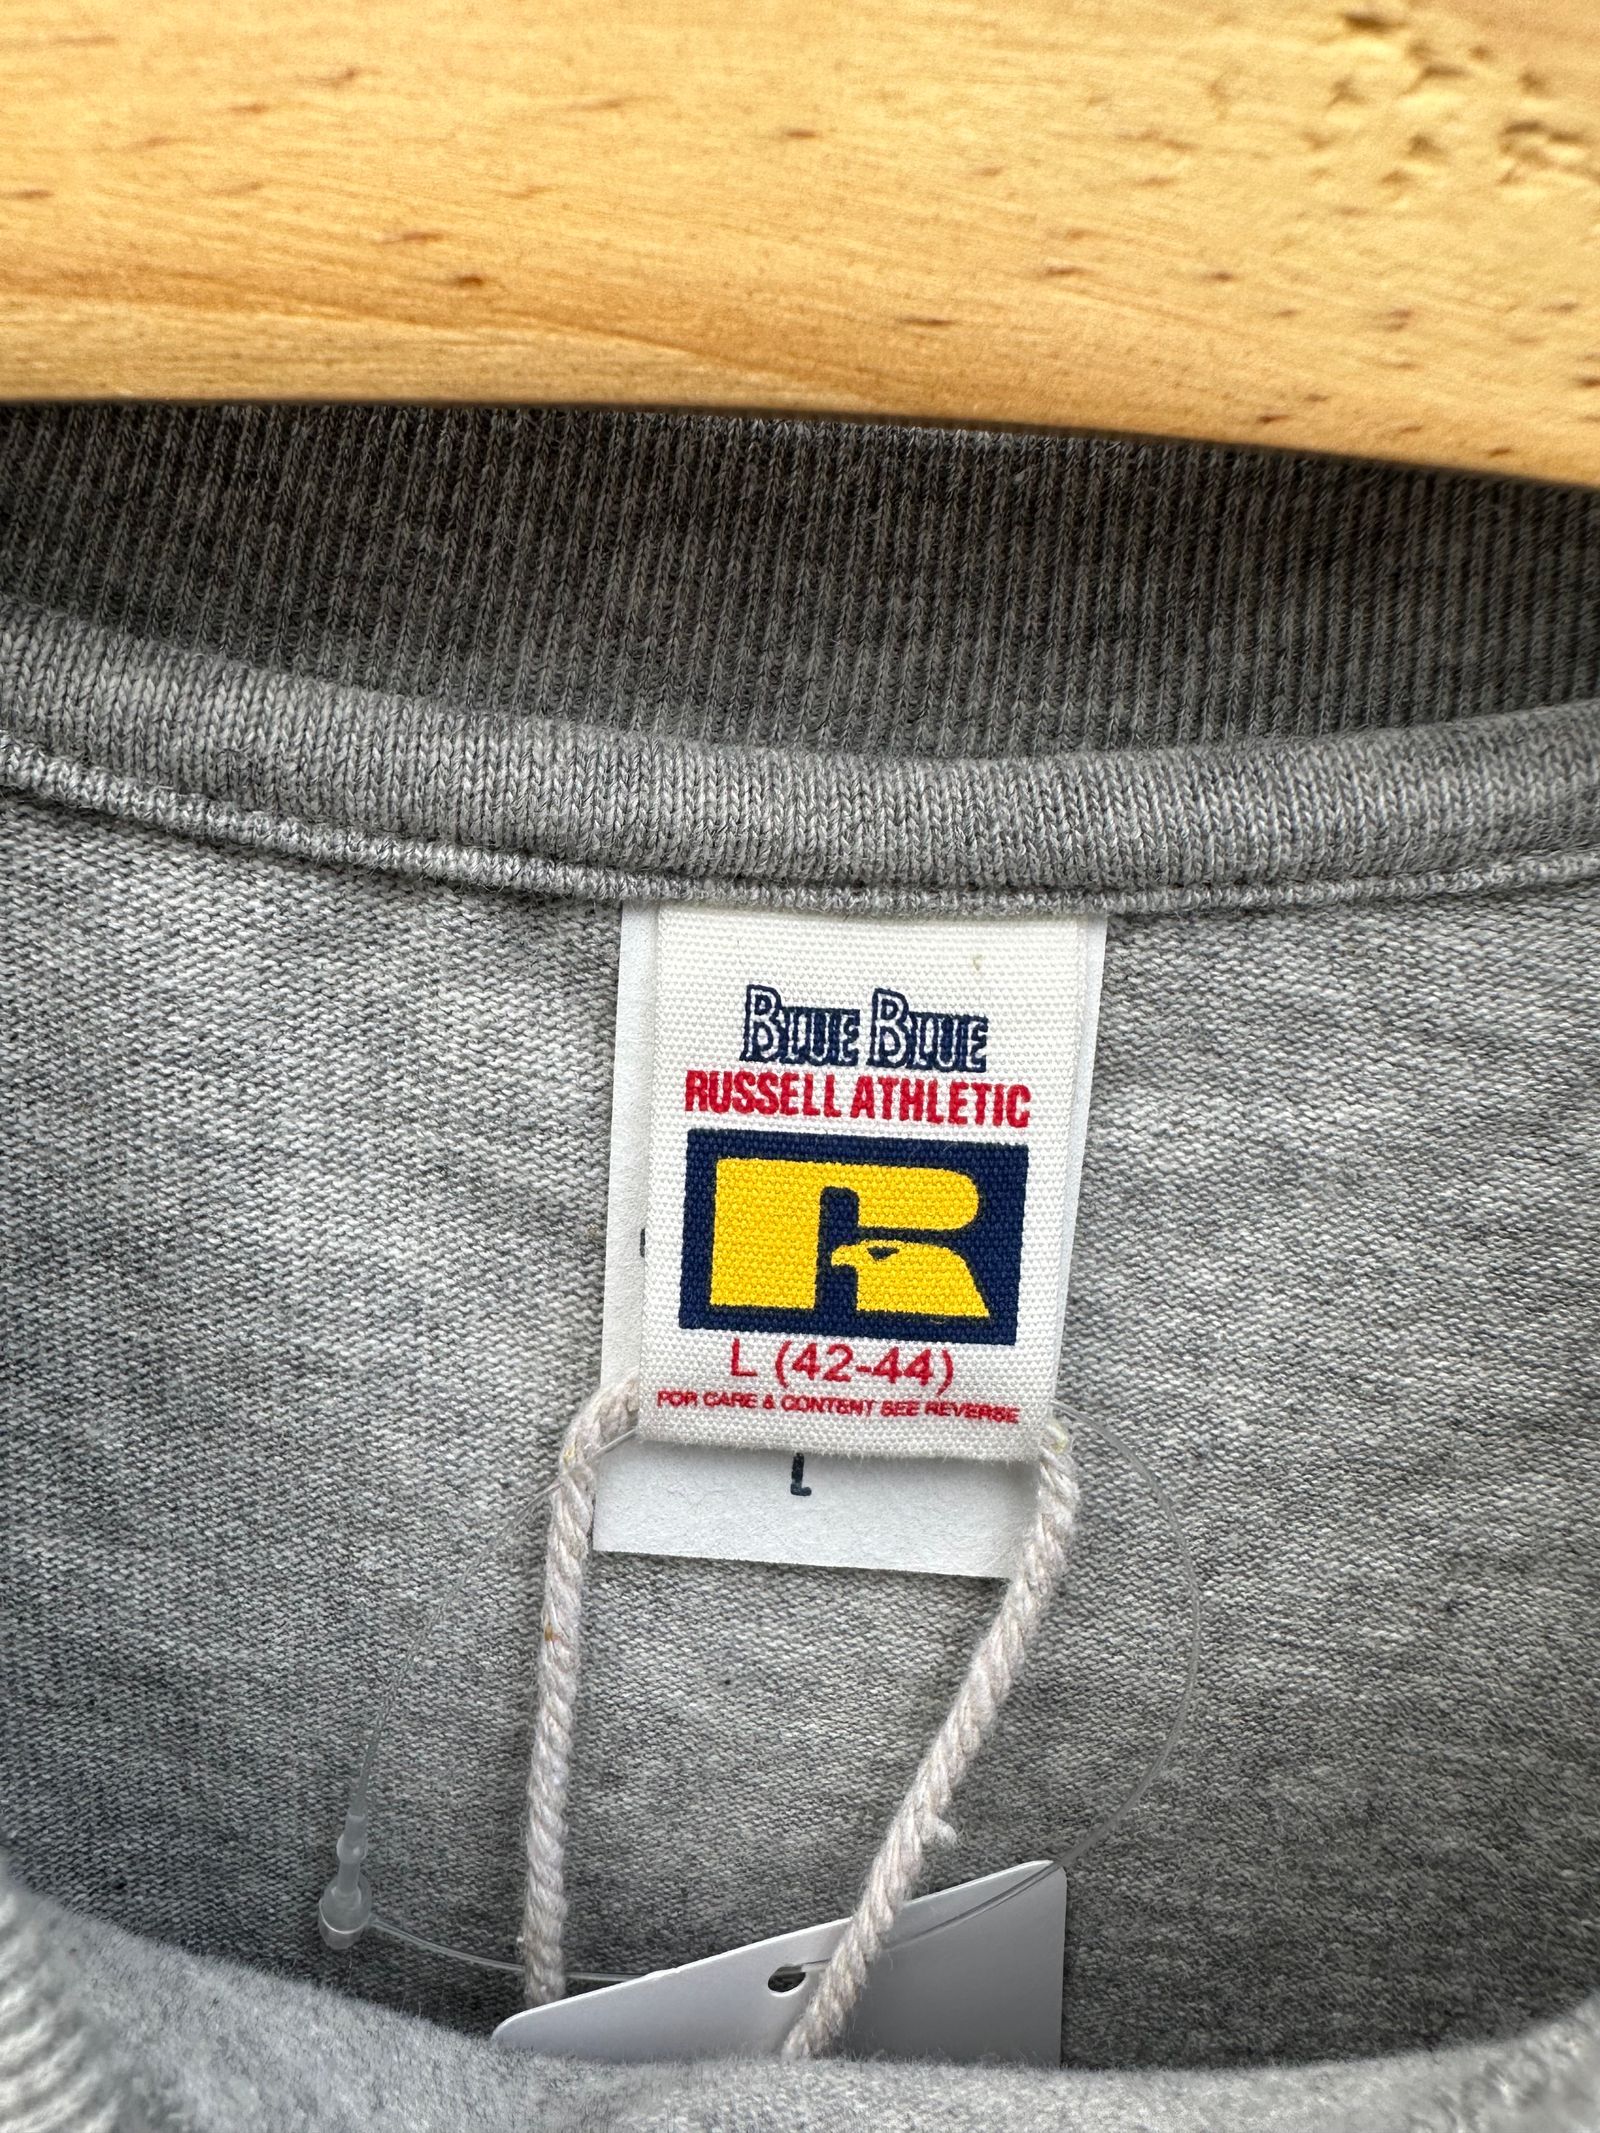 BLUE BLUE
RUSSELL ATHLETIC
R
L (42-44)
FOR CARE & CONTENT SEE REVERSE
L